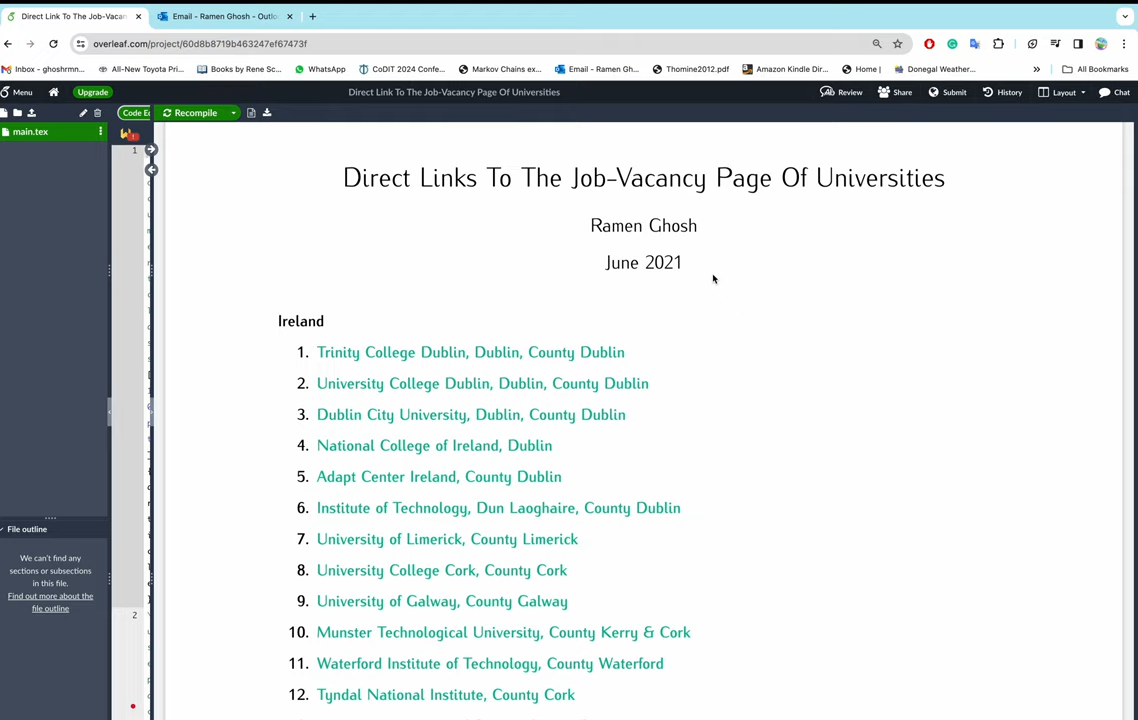 Direct Link To The Job-Vacan
Email - Ramen Ghosh - Outlo
overleaf.com/project/60d8b8719b463247ef67473f
Inbox - ghoshrmn...
All-New Toyota Pri...
Books by Rene Sc...
WhatsApp
CoDIT 2024 Confe...
Markov Chains ex...
Email - Ramen Gh...
Thomine2012.pdf
Amazon Kindle Dir...
Home |
Donegal Weather...
»
All Bookmarks
Menu
Upgrade
Direct Link To The Job-Vacancy Page Of Universities
Review
Share
Submit
History
Layout
Chat
Code Ed
Recompile
main.tex
1
Direct Links To The Job-Vacancy Page Of Universities
Ramen Ghosh
June 2021
Ireland
1. Trinity College Dublin, Dublin, County Dublin
2. University College Dublin, Dublin, County Dublin
3. Dublin City University, Dublin, County Dublin
4. National College of Ireland, Dublin
5. Adapt Center Ireland, County Dublin
6. Institute of Technology, Dun Laoghaire, County Dublin
7. University of Limerick, County Limerick
8. University College Cork, County Cork
9. University of Galway, County Galway
10. Munster Technological University, County Kerry & Cork
11. Waterford Institute of Technology, County Waterford
12. Tyndal National Institute, County Cork
File outline
We can't find any
sections or subsections
in this file.
Find out more about the
file outline
2